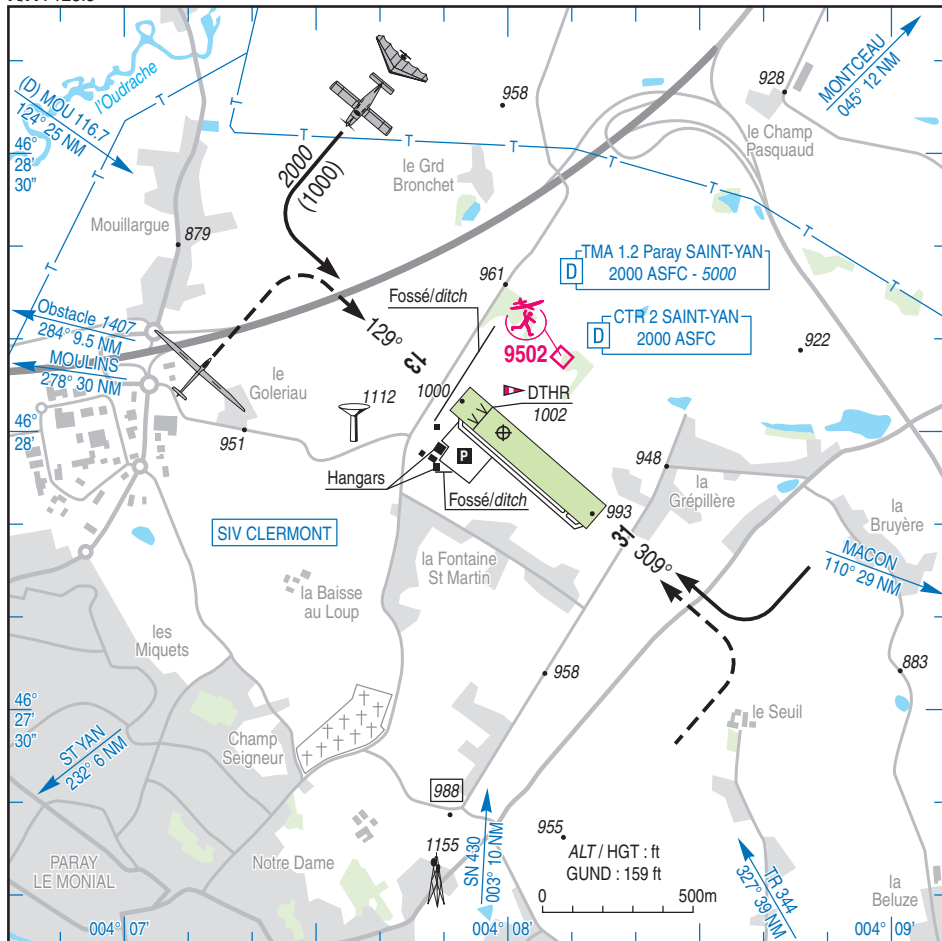 l'Oudrache
(D) MOU 116.7
124° 25 NM
958
928
MONTCEAU
045° 12 NM
le Champ
Pasquaud
46°
28'
30"
2000
(1000)
le Grd
Bronchet
T
T
T
T
T
T
T
T
Mouillargue
879
961
D
TMA 1.2 Paray SAINT-YAN
2000 ASFC - 5000
Fossé/ditch
D
CTR 2 SAINT-YAN
2000 ASFC
Obstacle 1407
284° 9.5 NM
MOULINS
278° 30 NM
129°
13
9502
922
le
Goleriau
1112
1000
DTHR
1002
46°
28'
951
P
Hangars
Fossé/ditch
948
la
Grépillère
993
la
Bruyère
SIV CLERMONT
31
309°
la Fontaine
St Martin
MACON
110° 29 NM
la Baisse
au Loup
les
Miquets
958
883
46°
27'
30"
le Seuil
Champ
Seigneur
ST YAN
232° 6 NM
988
955
1155
SN 430
003° 10 NM
ALT / HGT : ft
GUND : 159 ft
PARAY
LE MONIAL
Notre Dame
0
500m
TR 344
327° 39 NM
la
Beluze
004° 07'
004° 08'
004° 09'